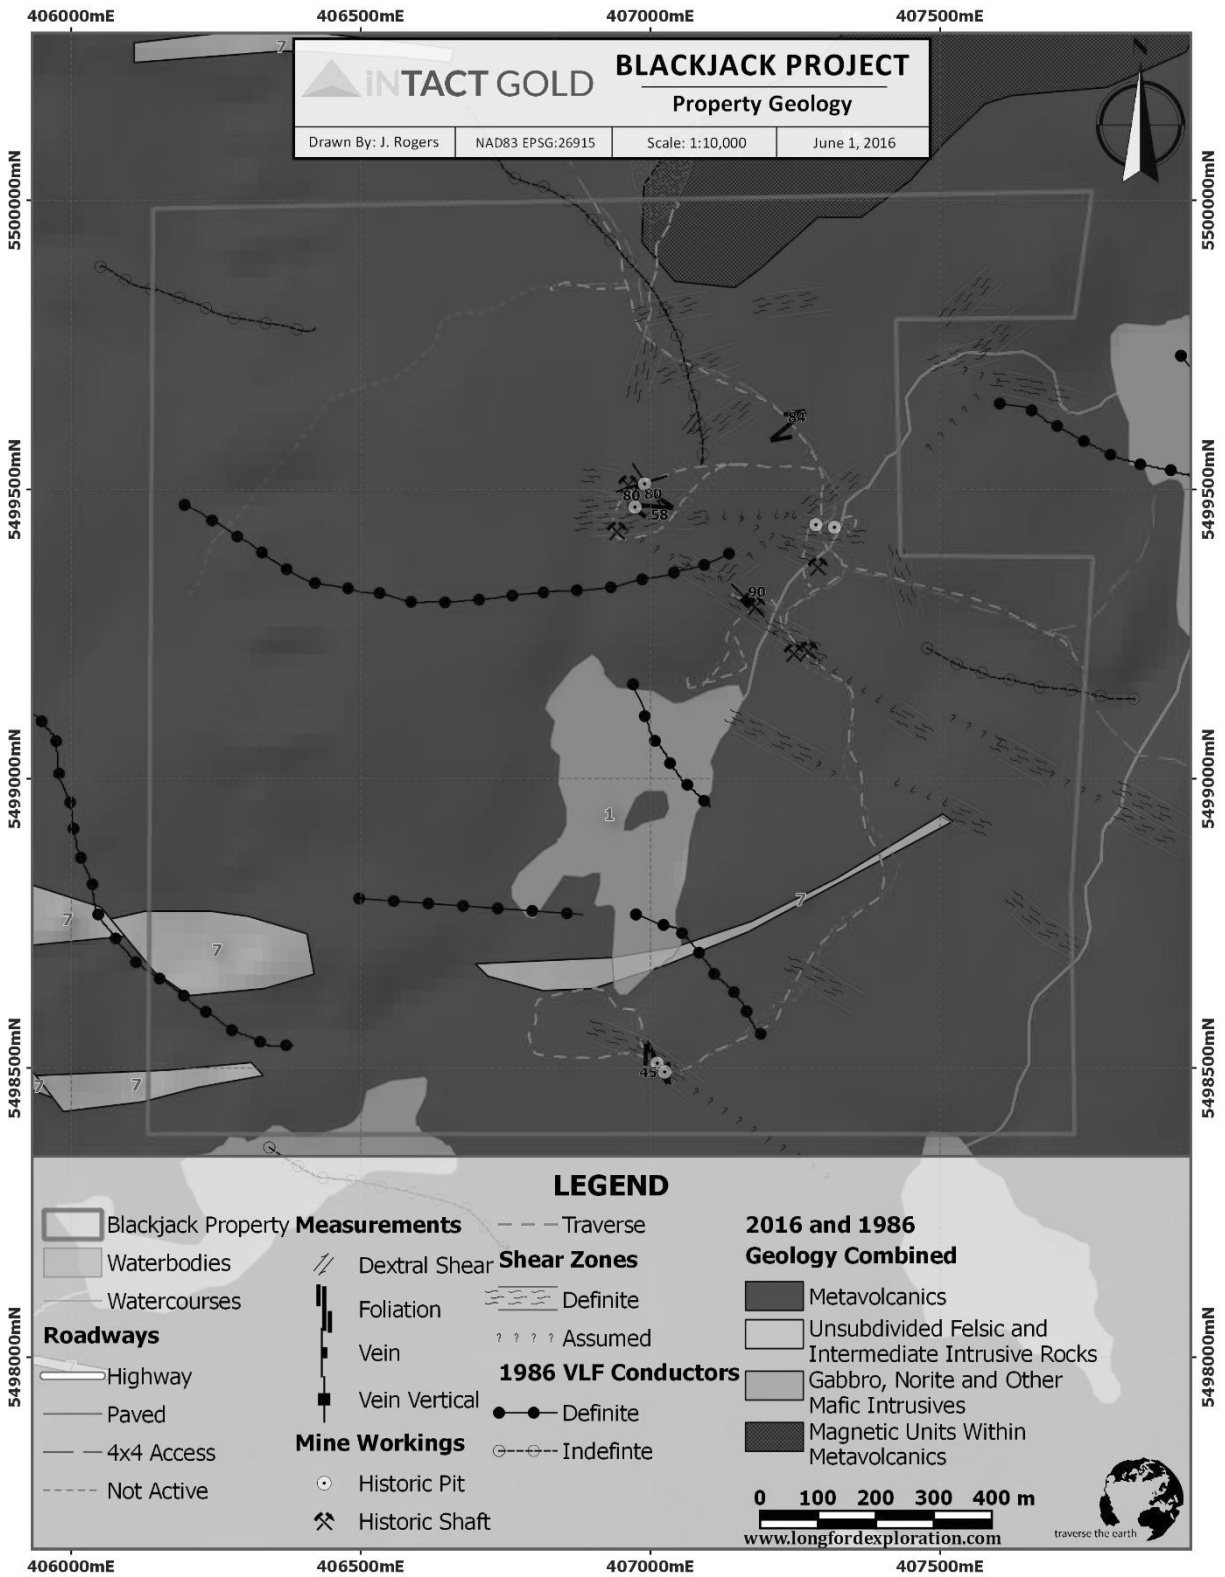 406000mE 406500mE 407000mE 407500mE
iNTACT GOLD
BLACKJACK PROJECT
Property Geology
Drawn By: J. Rogers NAD83 EPSG:26915 Scale: 1:10,000 June 1, 2016
7
5500000mN 5500000mN
84
5499500mN 5499500mN
80 80
58
90
5499000mN 5499000mN
1
7
7
7
45
5498500mN 5498500mN
7
7
LEGEND
Blackjack Property
Waterbodies
Watercourses
Roadways
Highway
Paved
4x4 Access
Not Active
Measurements
Dextral Shear
Foliation
Vein
Vein Vertical
Mine Workings
Historic Pit
Historic Shaft
Traverse
Shear Zones
Definite
? ? ? ? Assumed
1986 VLF Conductors
Definite
Indefinte
2016 and 1986
Geology Combined
Metavolcanics
Unsubdivided Felsic and
Intermediate Intrusive Rocks
Gabbro, Norite and Other
Mafic Intrusives
Magnetic Units Within
Metavolcanics
0 100 200 300 400 m
www.longfordexploration.com
traverse the earth
5498000mN 5498000mN
406000mE 406500mE 407000mE 407500mE